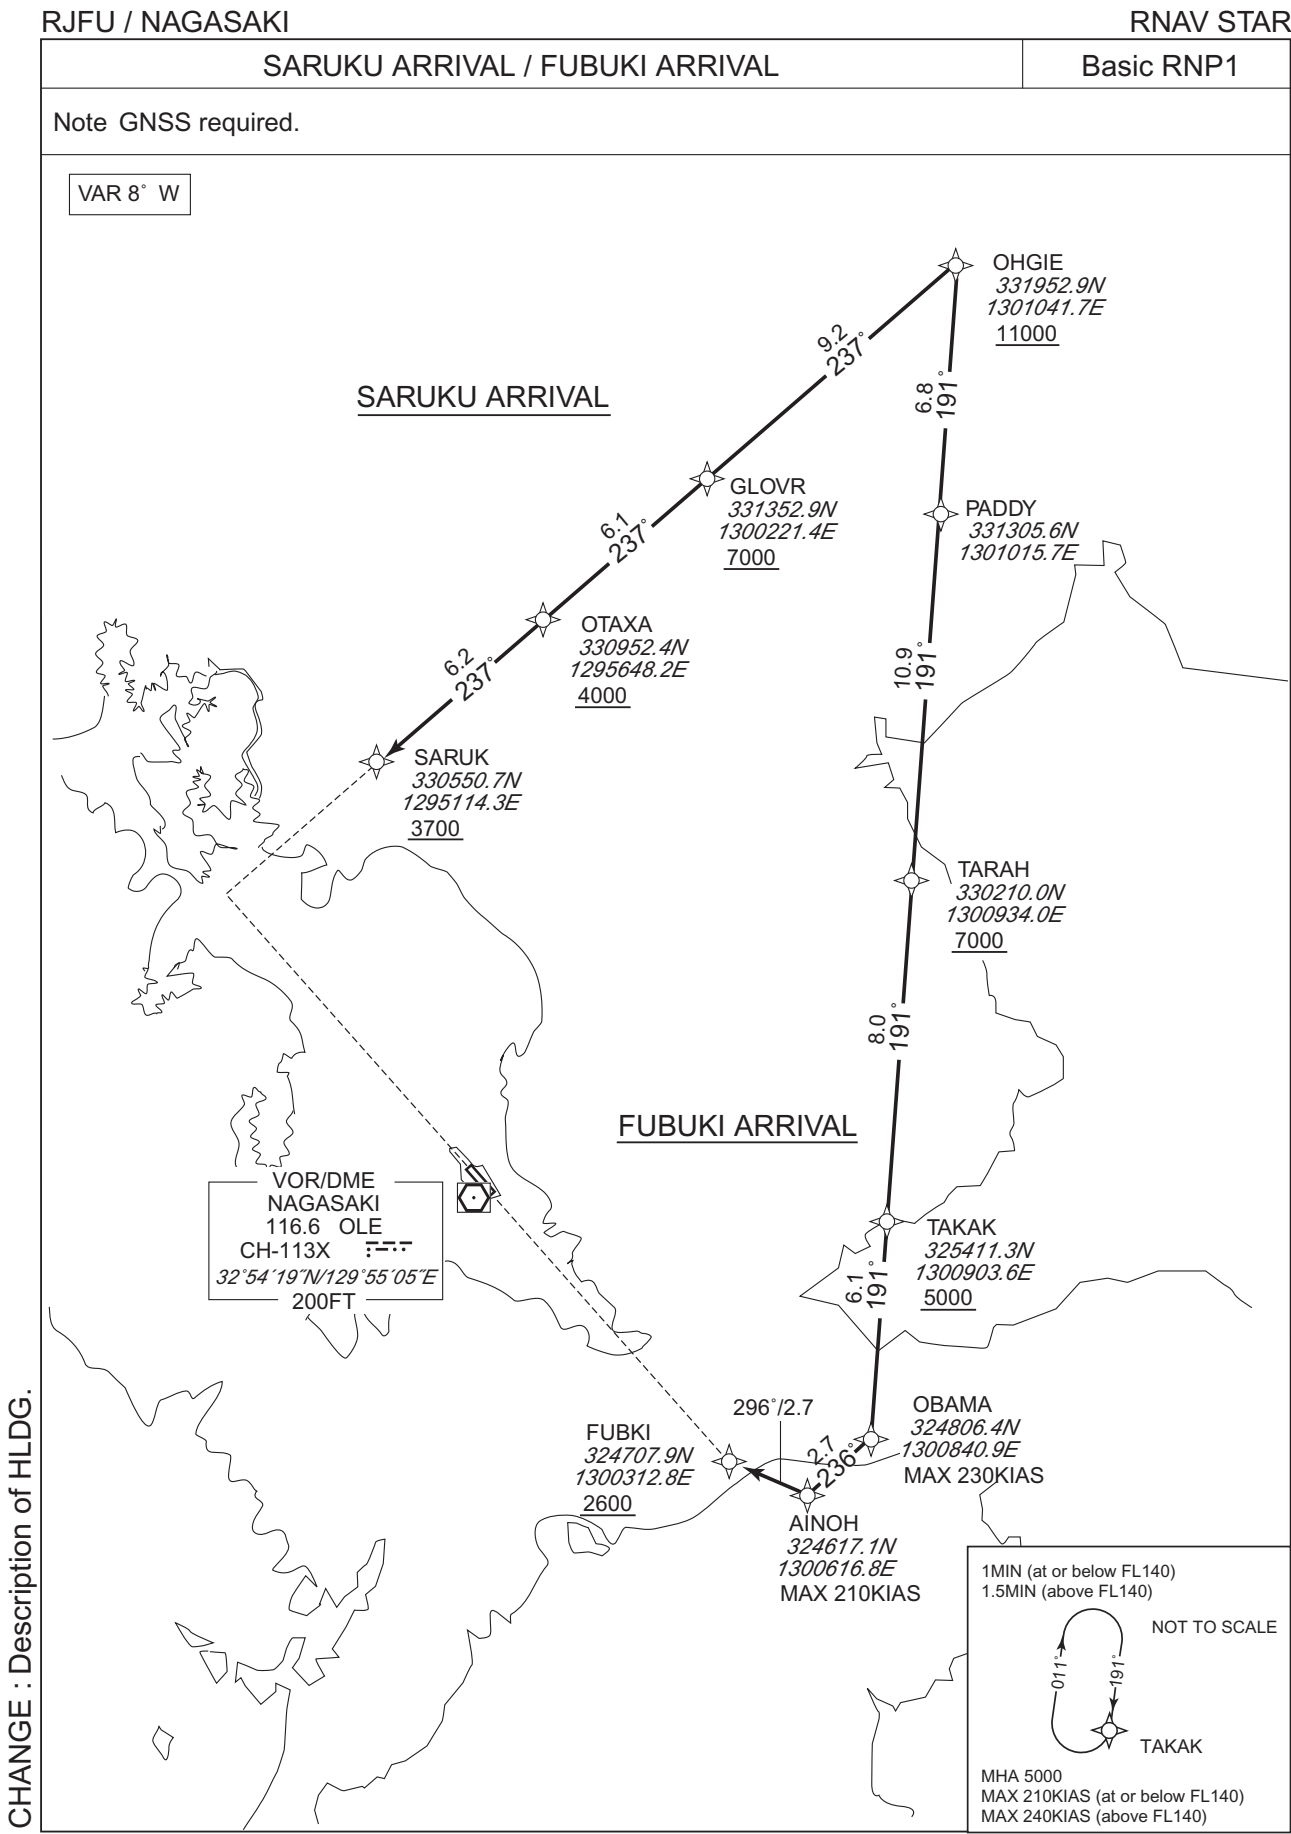 RJFU / NAGASAKI
RNAV STAR
SARUKU ARRIVAL / FUBUKI ARRIVAL
Basic RNP1
Note GNSS required.
VAR 8° W
OHGIE
331952.9N
1301041.7E
11000
9.2
237°
6.8
191°
SARUKU ARRIVAL
GLOVR
331352.9N
1300221.4E
7000
PADDY
331305.6N
1301015.7E
6.1
237°
OTAXA
330952.4N
1295648.2E
4000
6.2
237°
10.9
191°
SARUK
330550.7N
1295114.3E
3700
TARAH
330210.0N
1300934.0E
7000
8.0
191°
FUBUKI ARRIVAL
VOR/DME
NAGASAKI
116.6 OLE
CH-113X
32°54´19˝N/129°55´05˝E
200FT
TAKAK
325411.3N
1300903.6E
5000
6.1
191°
OBAMA
324806.4N
1300840.9E
MAX 230KIAS
296°/2.7
2.7
236°
FUBKI
324707.9N
1300312.8E
2600
AINOH
324617.1N
1300616.8E
MAX 210KIAS
1MIN (at or below FL140)
1.5MIN (above FL140)
NOT TO SCALE
011°
191°
TAKAK
MHA 5000
MAX 210KIAS (at or below FL140)
MAX 240KIAS (above FL140)
CHANGE : Description of HLDG.